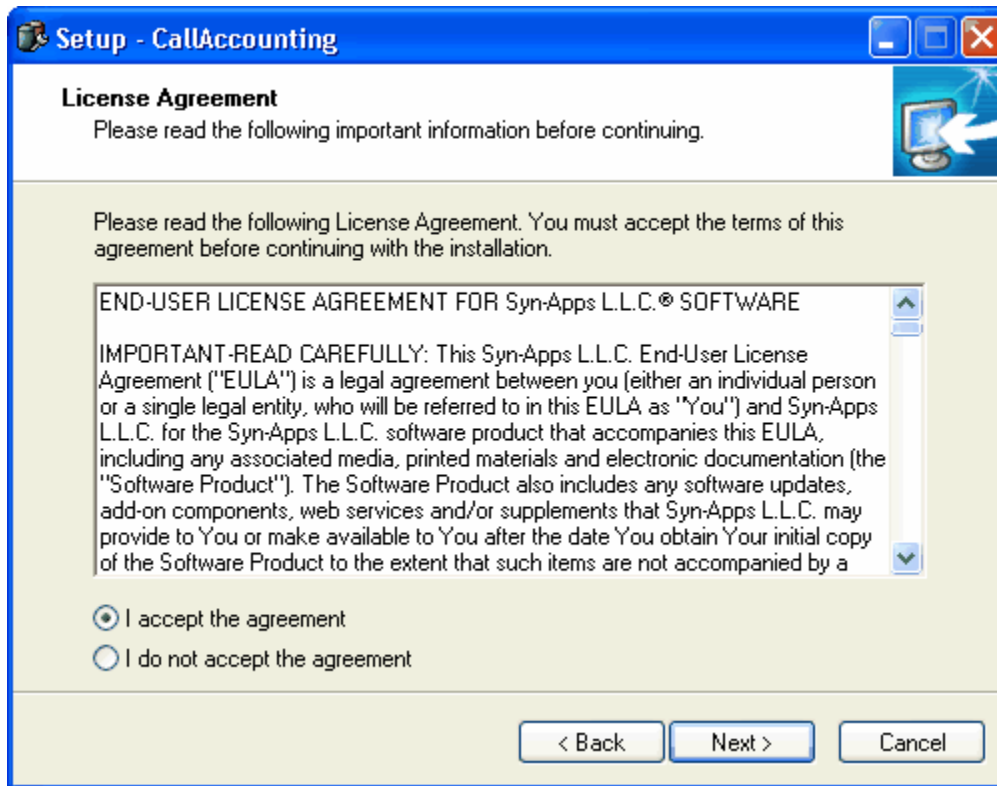 Setup - CallAccounting
License Agreement
Please read the following important information before continuing.
Please read the following License Agreement. You must accept the terms of this
agreement before continuing with the installation.
END-USER LICENSE AGREEMENT FOR Syn-Apps L.L.C.® SOFTWARE
IMPORTANT-READ CAREFULLY: This Syn-Apps L.L.C. End-User License
Agreement ("EULA") is a legal agreement between you (either an individual person
or a single legal entity, who will be referred to in this EULA as "You") and Syn-Apps
L.L.C. for the Syn-Apps L.L.C. software product that accompanies this EULA,
including any associated media, printed materials and electronic documentation (the
"Software Product"). The Software Product also includes any software updates,
add-on components, web services and/or supplements that Syn-Apps L.L.C. may
provide to You or make available to You after the date You obtain Your initial copy
of the Software Product to the extent that such items are not accompanied by a
I accept the agreement
I do not accept the agreement
< Back Next > Cancel